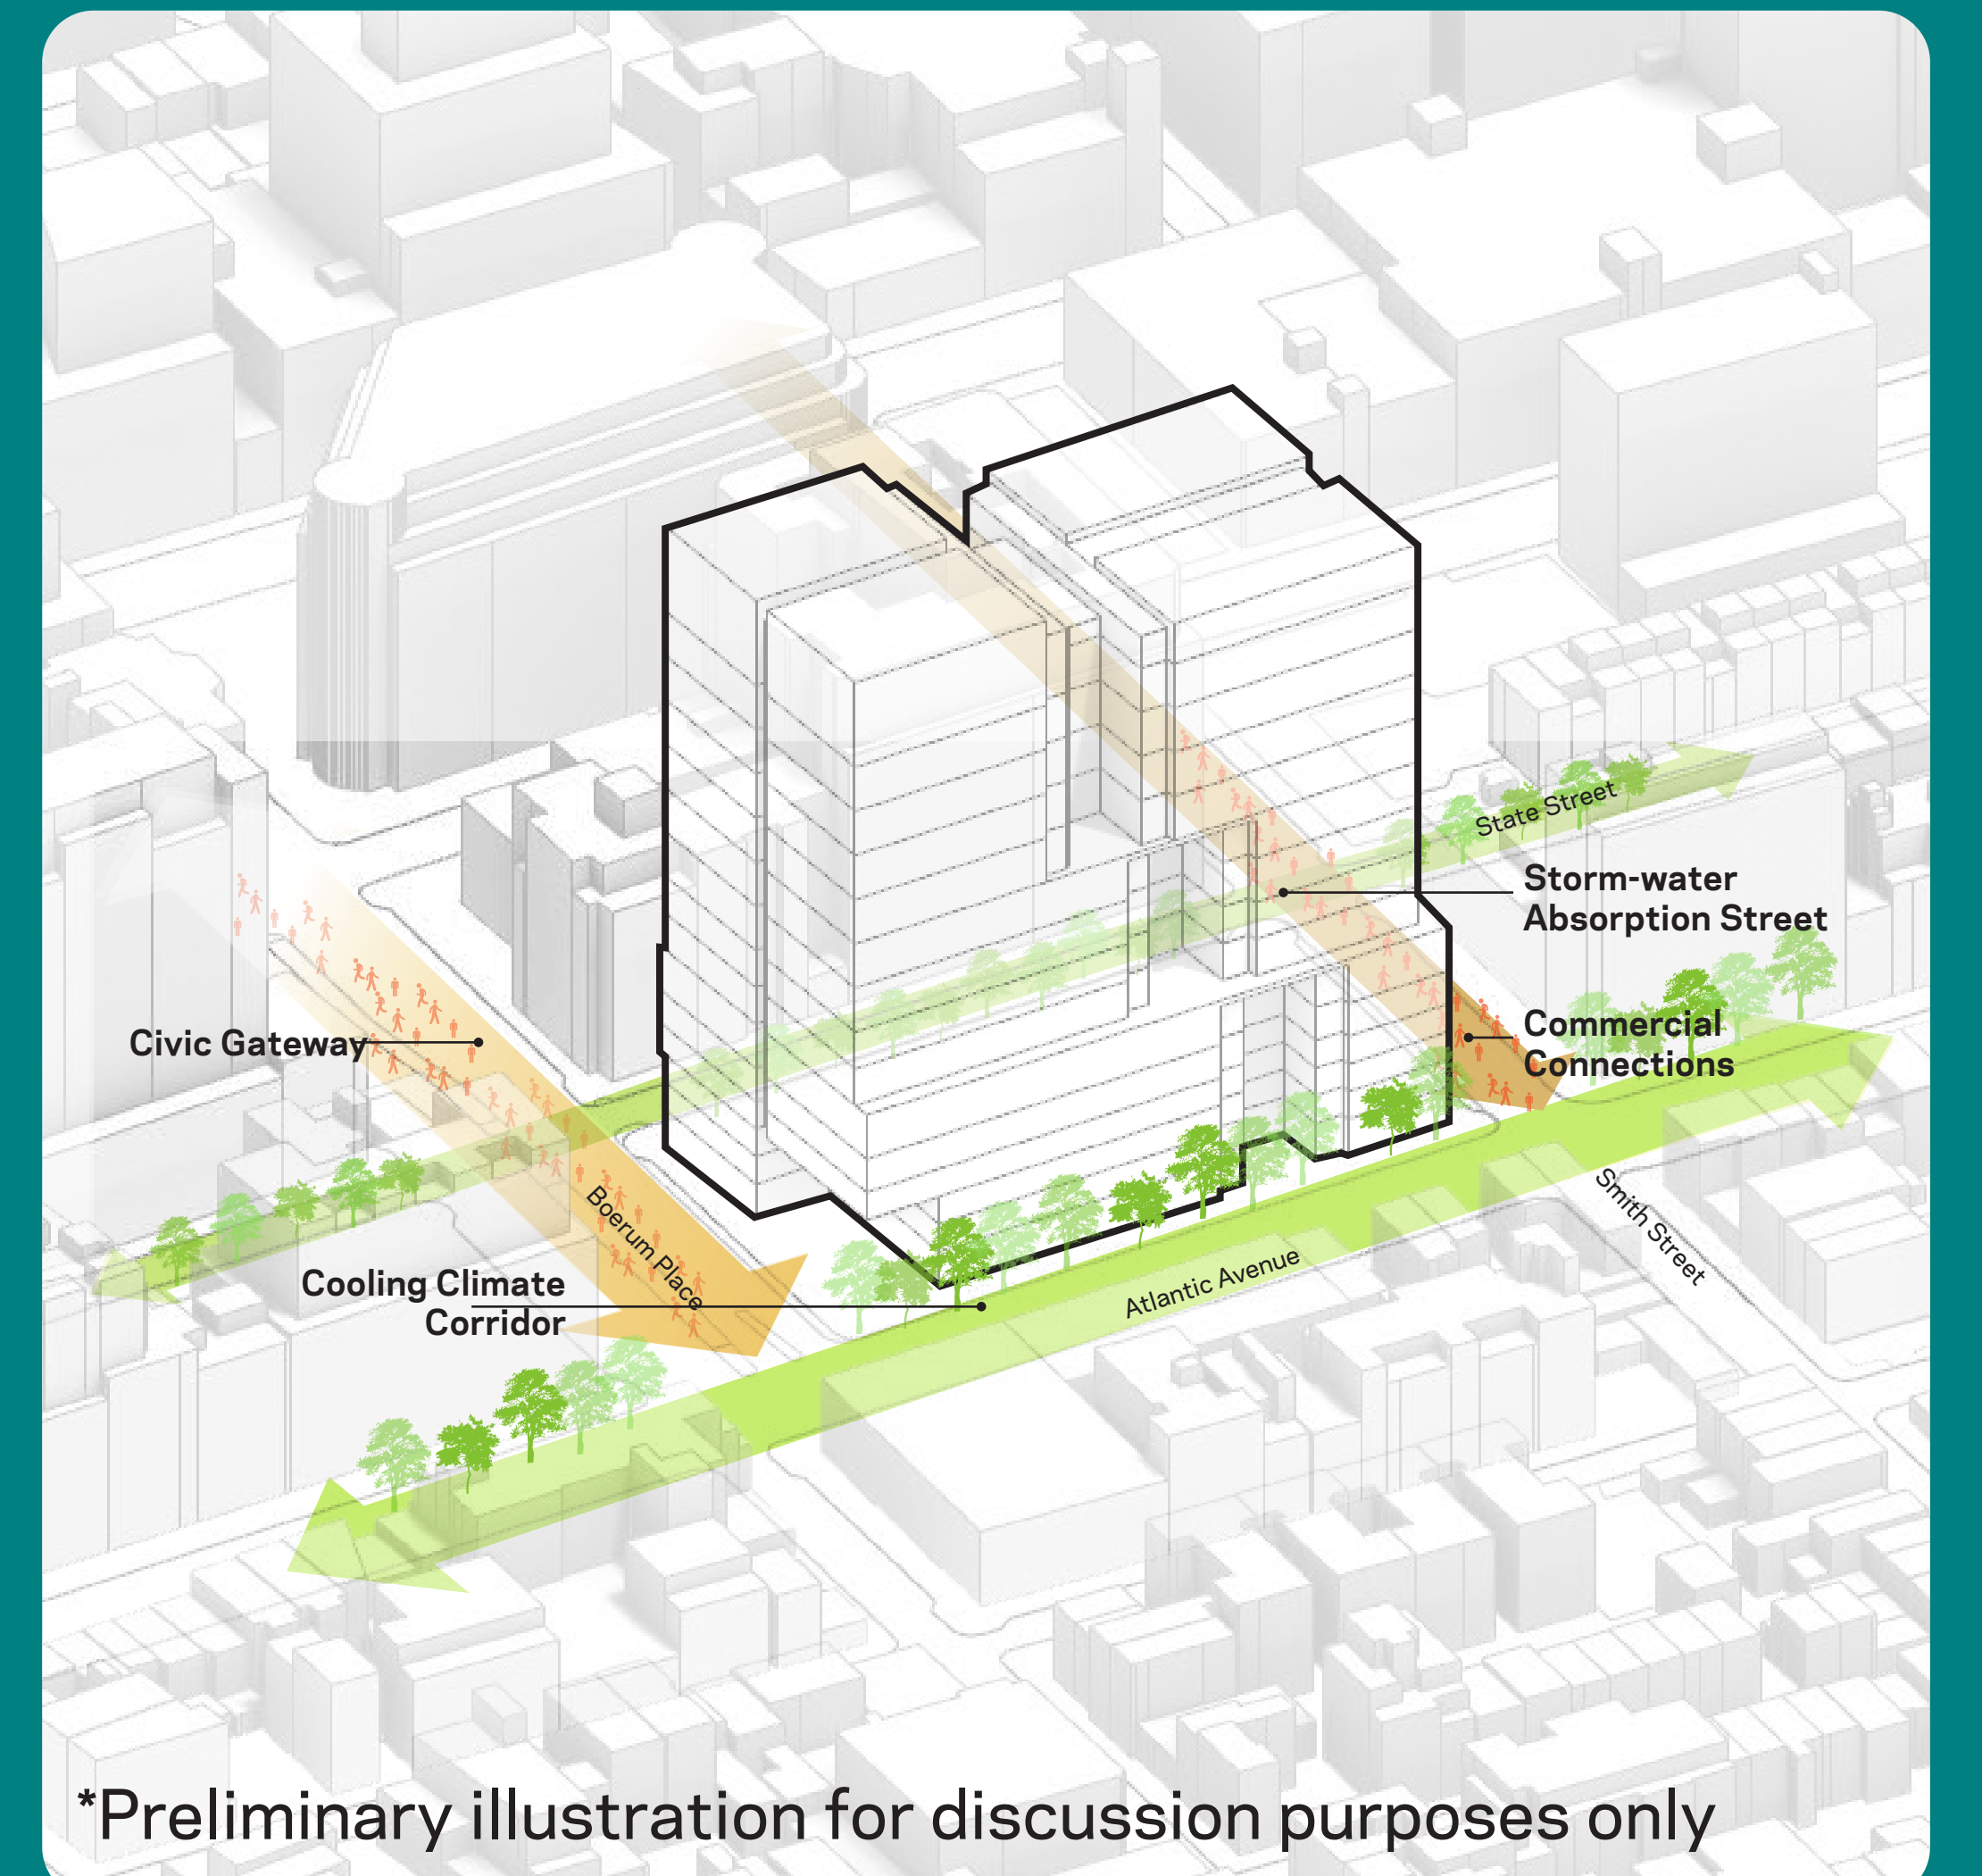 State Street
Storm-water
Absorption Street
Commercial
Connections
Civic Gateway
Boerum Place
Smith Street
Cooling Climate
Corridor
Atlantic Avenue
*Preliminary illustration for discussion purposes only